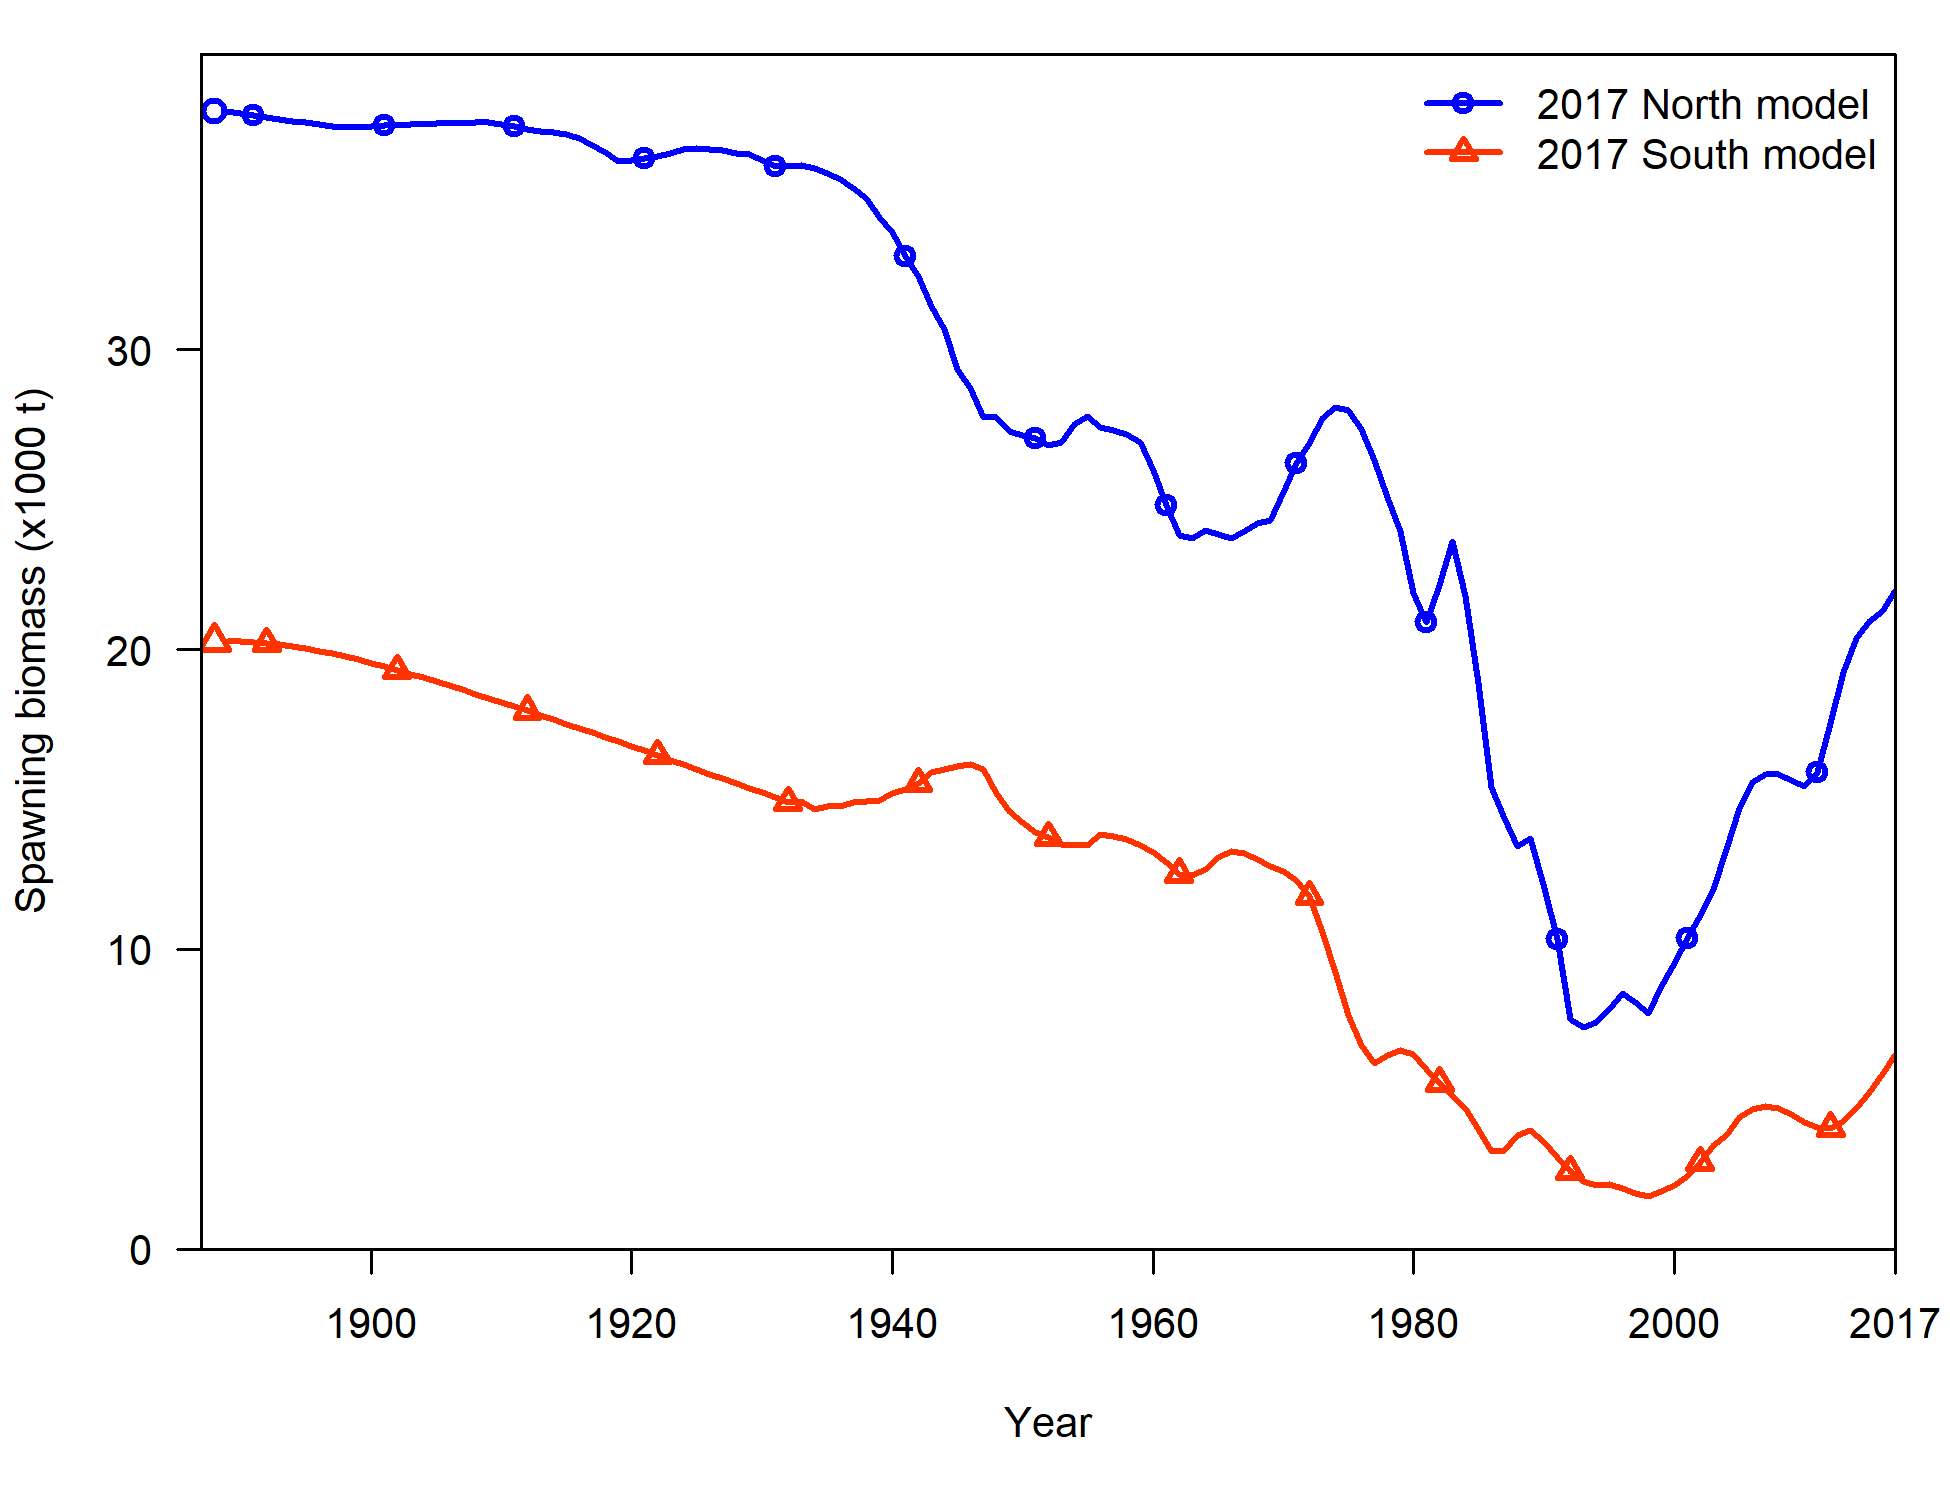 2017 North model
2017 South model
30
20
10
0
Spawning biomass (x1000 t)
1900 1920 1940 1960 1980 2000 2017
Year